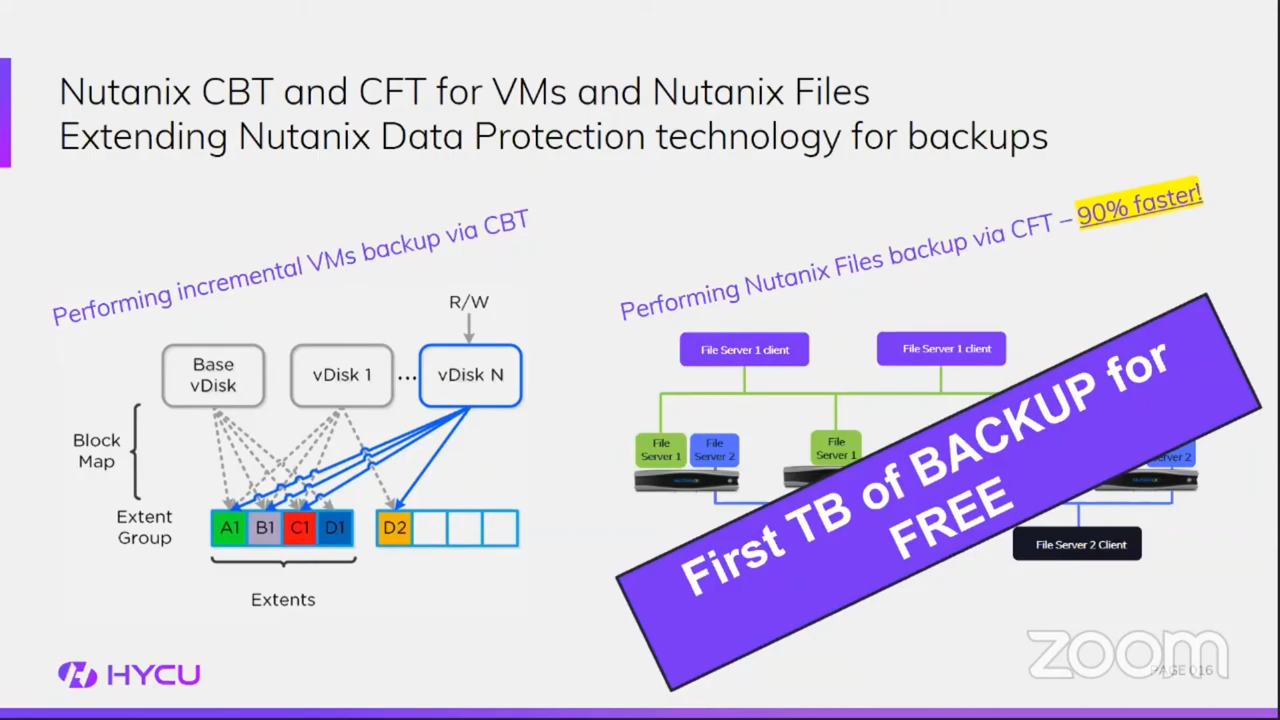 Nutanix CBT and CFT for VMs and Nutanix Files
Extending Nutanix Data Protection technology for backups
Performing incremental VMs backup via CBT
R/W
Base
vDisk
vDisk 1
...
vDisk N
Block
Map
Extent
Group
A1
B1
C1
D1
D2
Extents
Performing Nutanix Files backup via CFT – 90% faster!
File Server 1 client
File Server 1 client
File
Server 1
File
Server 2
File
Server 1
Server 2
NUTANIX
NUTANIX
File Server 2 Client
First TB of BACKUP for
FREE
HYCU
zoom
PAGE 016